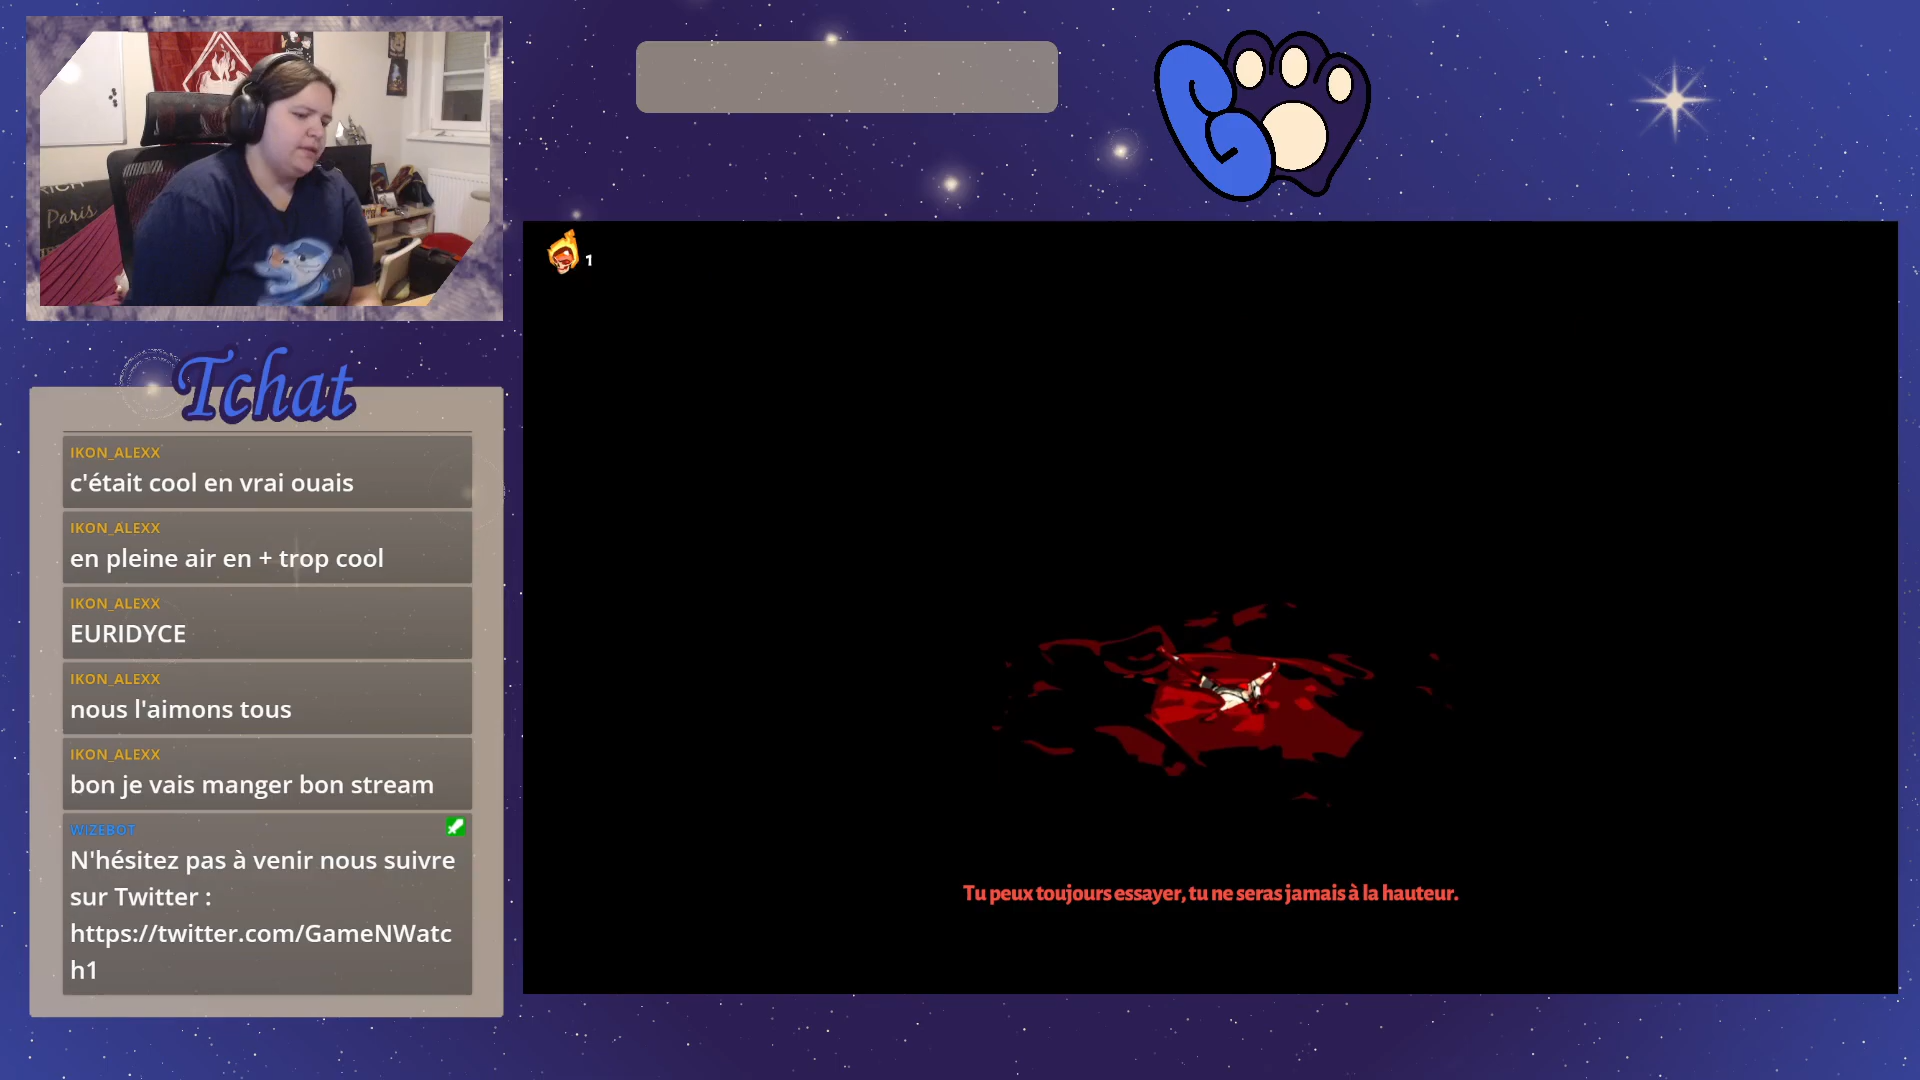 Paris
1
Tchat
IKON_ALEXX
c'était cool en vrai ouais
IKON_ALEXX
en pleine air en + trop cool
IKON_ALEXX
EURIDYCE
IKON_ALEXX
nous l'aimons tous
IKON_ALEXX
bon je vais manger bon stream
WIZEBOT
N'hésitez pas à venir nous suivre
sur Twitter :
https://twitter.com/GameNWatc
h1
Tu peux toujours essayer, tu ne seras jamais à la hauteur.